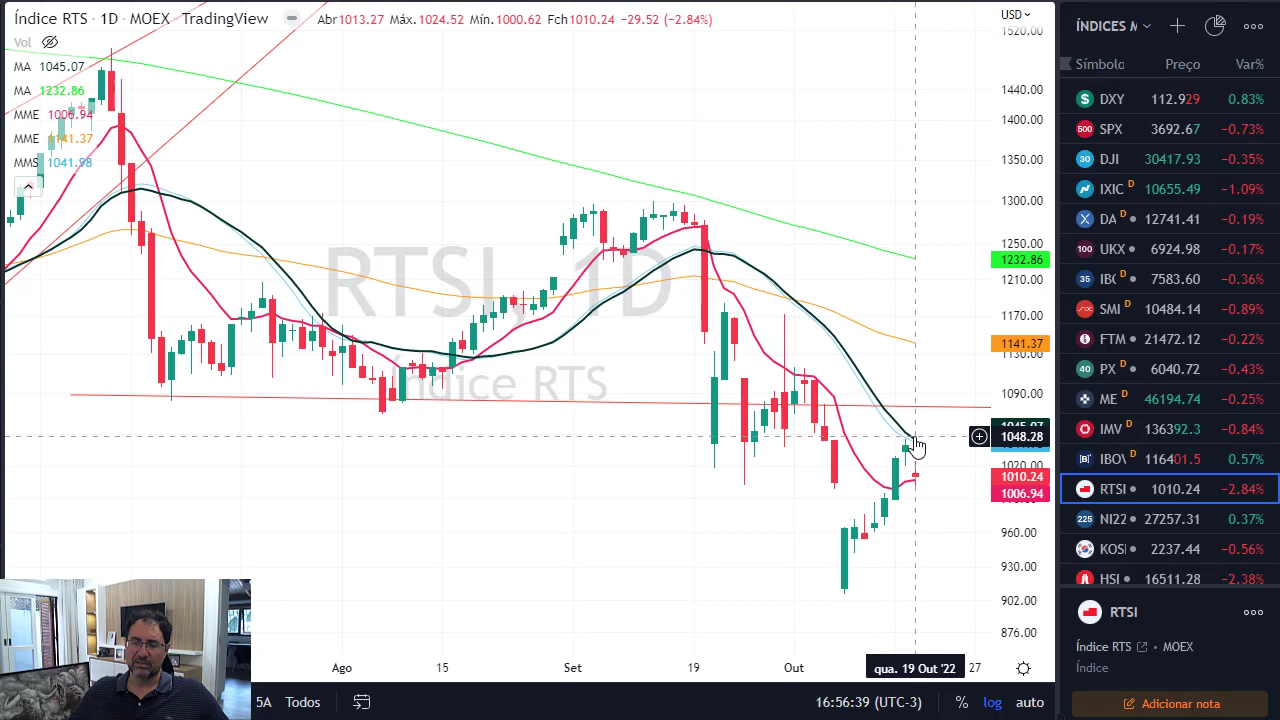 Índice RTS · 1D · MOEX · TradingView
Abr1013.27 Máx.1024.52 Mín.1000.62 Fch1010.24 −29.52 (−2.84%)
Vol
MA 1045.07
MA 1232.86
MME 1006.94
MME 1141.37
MMS 1041.98
RTSI, 1D
Índice RTS
USD
1520.00
1440.00
1400.00
1350.00
1300.00
1250.00
1232.86
1210.00
1170.00
1141.37
1130.00
1090.00
1045.07
1048.28
1020.00
1010.24
1006.94
960.00
930.00
902.00
876.00
Ago 15 Set 19 Out qua. 19 Out '22 27
5A Todos
16:56:39 (UTC-3) % log auto
ÍNDICES M
Símbolo Preço Var%
$ DXY 112.929 0.83%
500 SPX 3692.67 −0.73%
30 DJI 30417.93 −0.35%
IXIC D 10655.49 −1.09%
DA D 12741.41 −0.19%
100 UKX 6924.98 −0.17%
35 IBC D 7583.60 −0.36%
SMI D 10484.14 −0.89%
FTM 21472.12 −0.22%
40 PX 6040.72 −0.43%
ME D 46194.74 −0.25%
IMV D 136392.3 −0.84%
IBOV D 116401.5 0.57%
RTSI 1010.24 −2.84%
225 NI22 27257.31 0.37%
KOS 2237.44 −0.56%
HSI 16511.28 −2.38%
RTSI
Índice RTS • MOEX
Índice
Adicionar nota